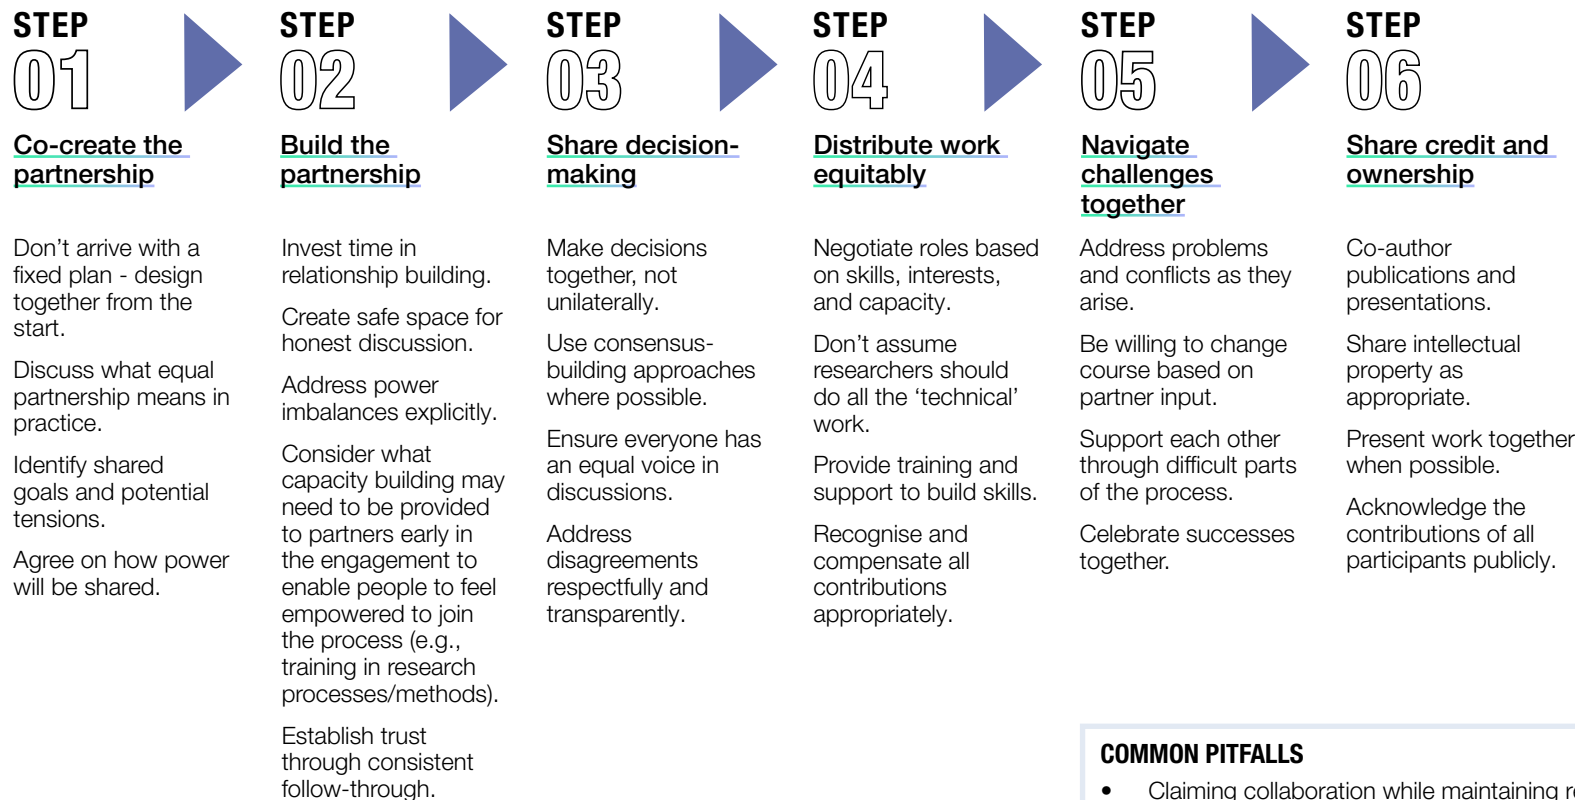 STEP
01
Co-create the
partnership
Don’t arrive with a
fixed plan - design
together from the
start.
Discuss what equal
partnership means in
practice.
Identify shared
goals and potential
tensions.
Agree on how power
will be shared.
STEP
02
Build the
partnership
Invest time in
relationship building.
Create safe space for
honest discussion.
Address power
imbalances explicitly.
Consider what
capacity building may
need to be provided
to partners early in
the engagement to
enable people to feel
empowered to join
the process (e.g.,
training in research
processes/methods).
Establish trust
through consistent
follow-through.
STEP
03
Share decision-
making
Make decisions
together, not
unilaterally.
Use consensus-
building approaches
where possible.
Ensure everyone has
an equal voice in
discussions.
Address
disagreements
respectfully and
transparently.
STEP
04
Distribute work
equitably
Negotiate roles based
on skills, interests,
and capacity.
Don’t assume
researchers should
do all the ‘technical’
work.
Provide training and
support to build skills.
Recognise and
compensate all
contributions
appropriately.
STEP
05
Navigate
challenges
together
Address problems
and conflicts as they
arise.
Be willing to change
course based on
partner input.
Support each other
through difficult parts
of the process.
Celebrate successes
together.
STEP
06
Share credit and
ownership
Co-author
publications and
presentations.
Share intellectual
property as
appropriate.
Present work together
when possible.
Acknowledge the
contributions of all
participants publicly.
COMMON PITFALLS
• Claiming collaboration while maintaining